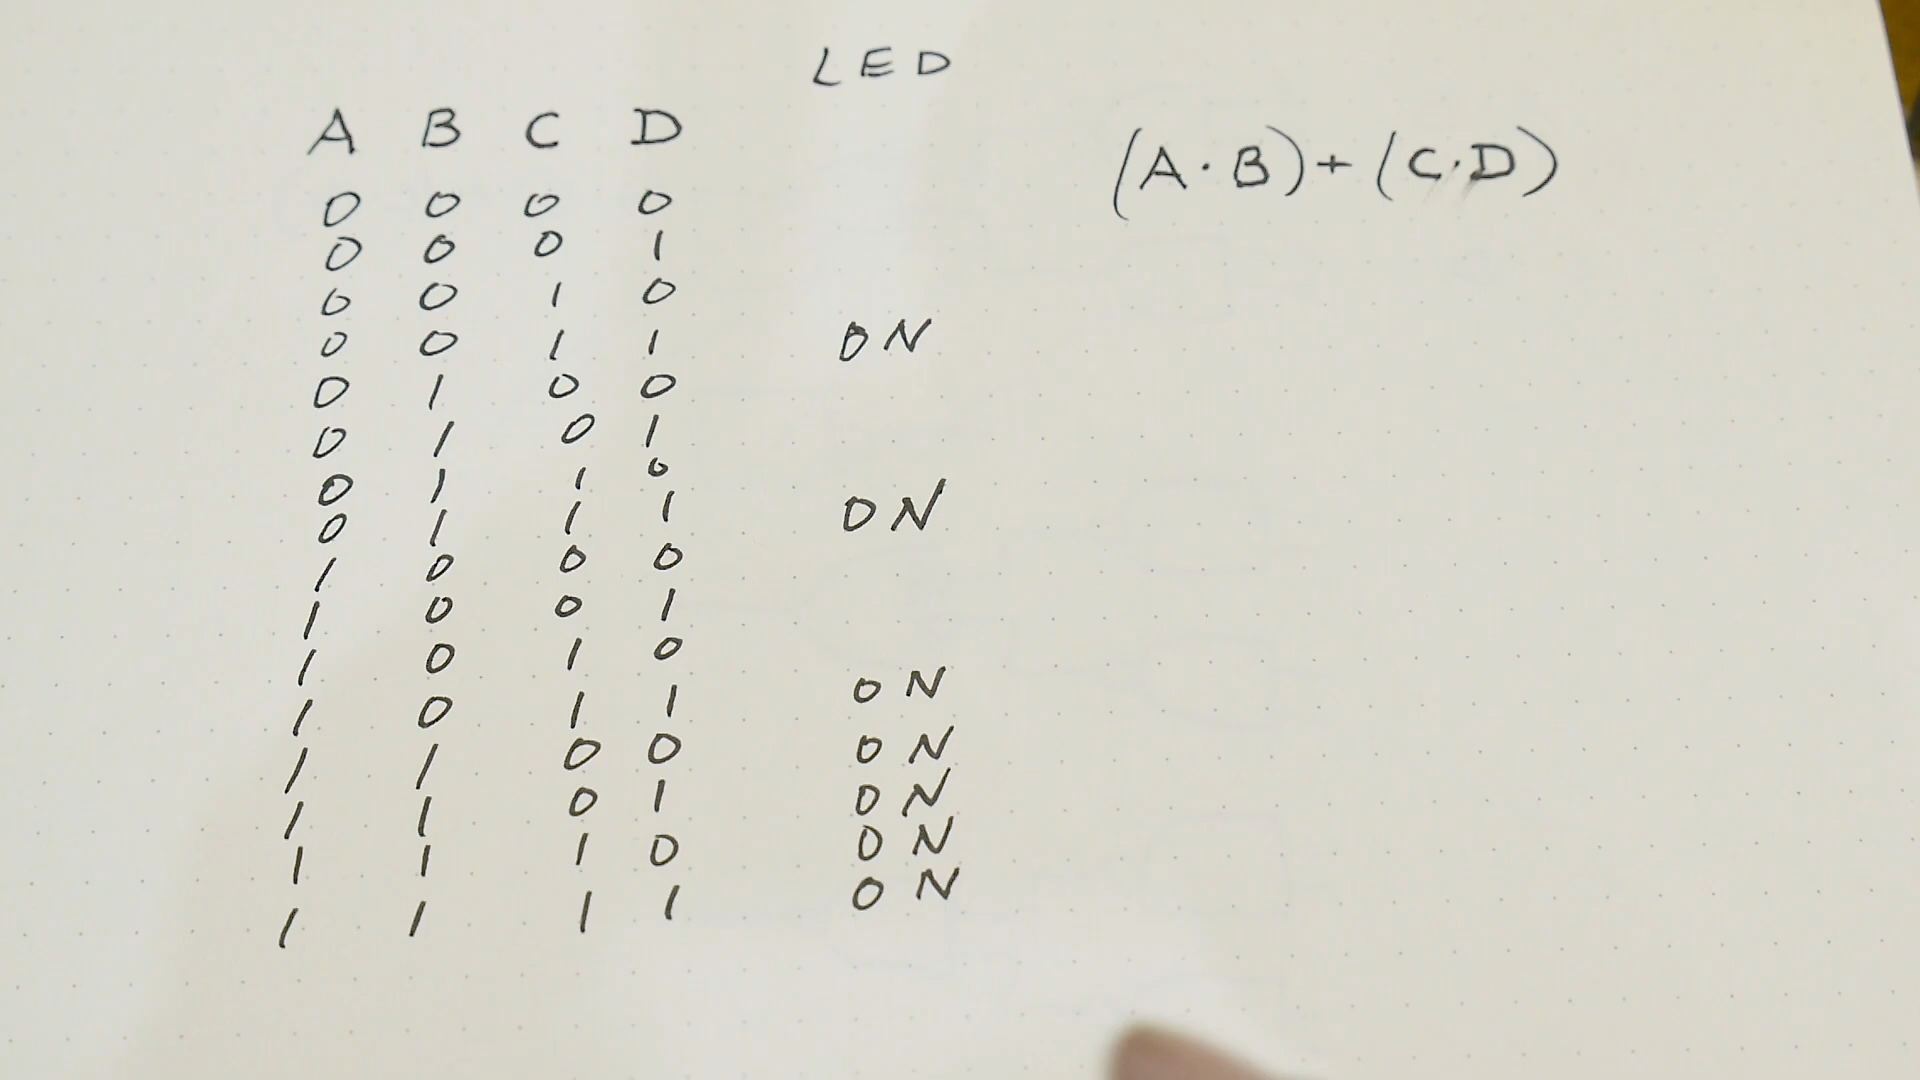 LED
A B C D
(A·B)+(C·D)
0 0 0 0
0 0 0 1
0 0 1 0
0 0 1 1 ON
0 1 0 0
0 1 0 1
0 1 1 0
0 1 1 1 ON
1 0 0 0
1 0 0 1
1 0 1 0
1 0 1 1 ON
1 1 0 0 ON
1 1 0 1 ON
1 1 1 0 ON
1 1 1 1 ON